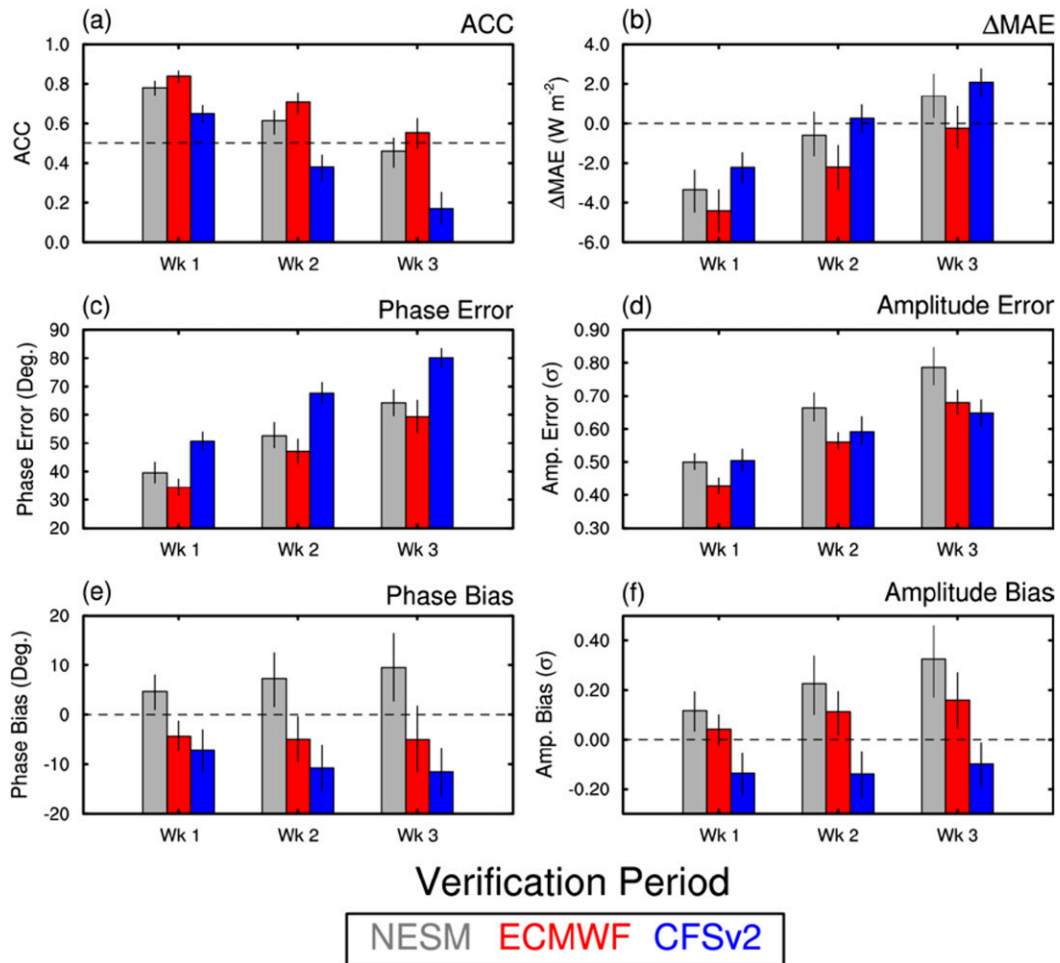 (a) ACC
ACC
1.0
0.8
0.6
0.4
0.2
0.0
Wk 1 Wk 2 Wk 3
(b) ΔMAE
ΔMAE (W m⁻²)
4.0
2.0
0.0
-2.0
-4.0
-6.0
Wk 1 Wk 2 Wk 3
(c) Phase Error
Phase Error (Deg.)
90
80
70
60
50
40
30
20
Wk 1 Wk 2 Wk 3
(d) Amplitude Error
Amp. Error (σ)
0.90
0.80
0.70
0.60
0.50
0.40
0.30
Wk 1 Wk 2 Wk 3
(e) Phase Bias
Phase Bias (Deg.)
20
10
0
-10
-20
Wk 1 Wk 2 Wk 3
(f) Amplitude Bias
Amp. Bias (σ)
0.40
0.20
0.00
-0.20
Wk 1 Wk 2 Wk 3
Verification Period
NESM ECMWF CFSv2